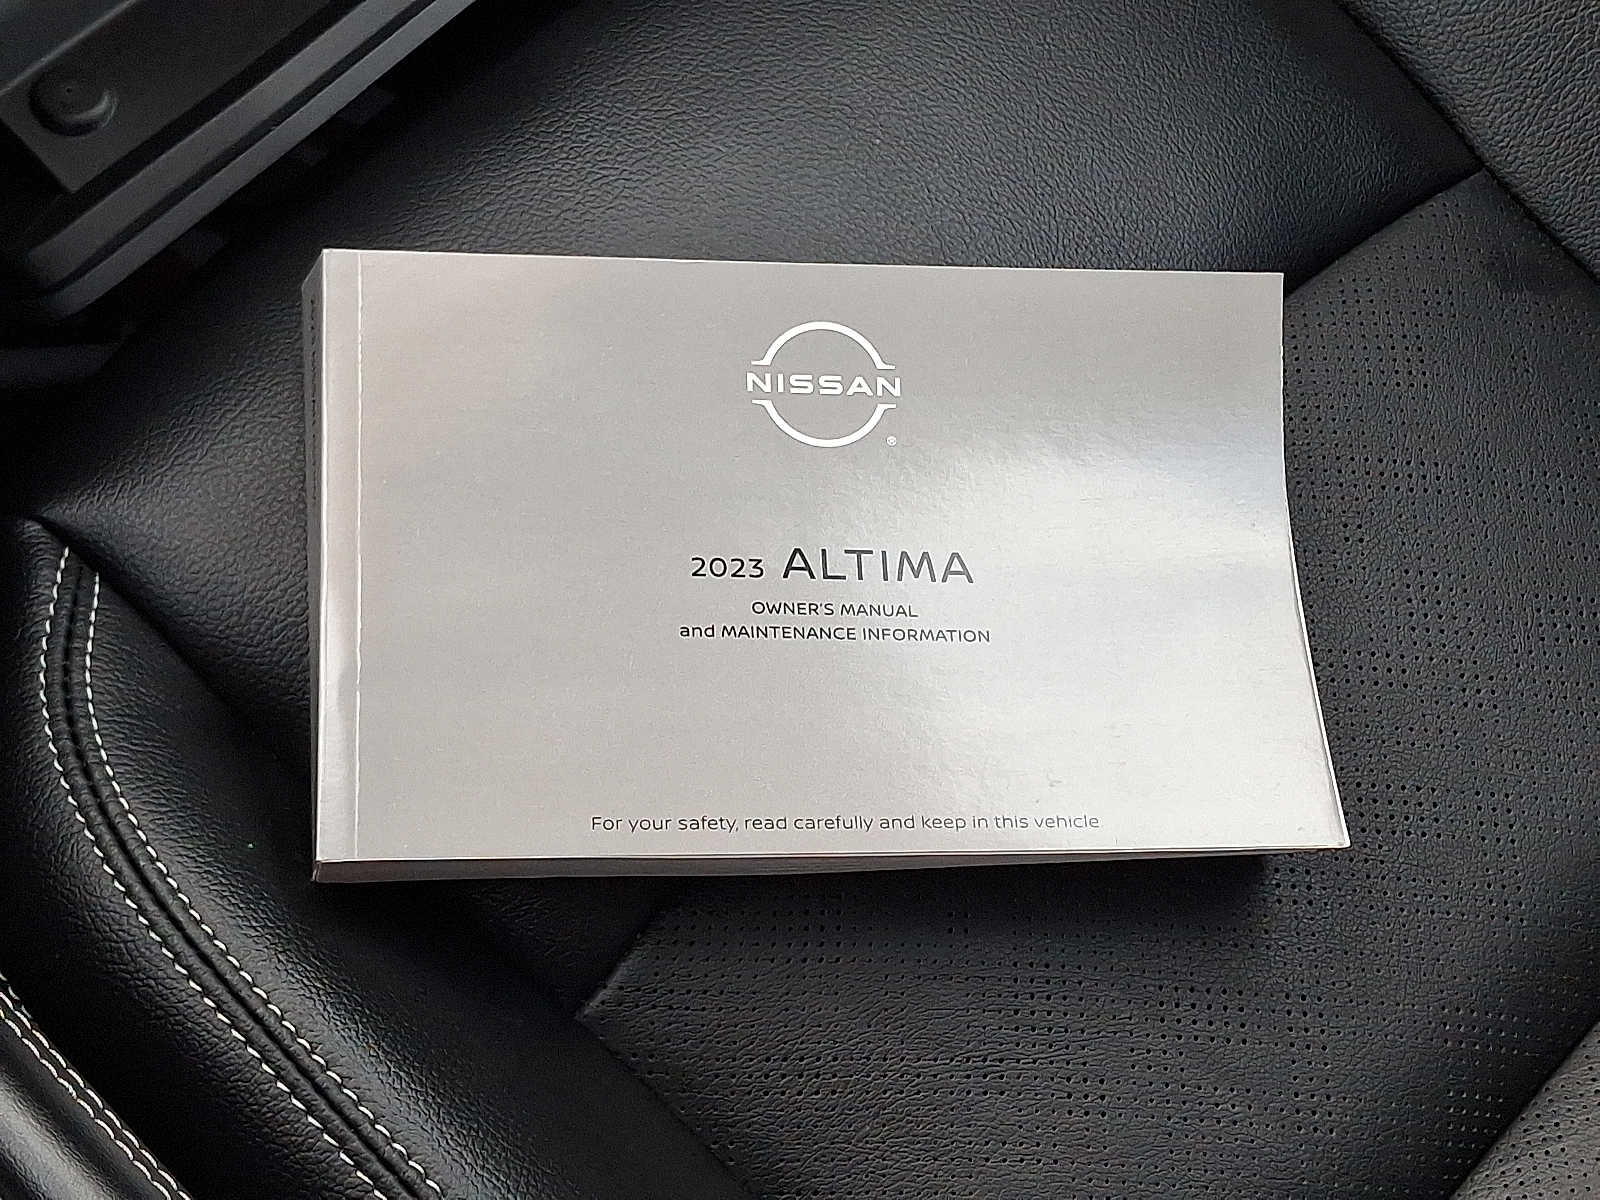 NISSAN
®
2023 ALTIMA
OWNER'S MANUAL
and MAINTENANCE INFORMATION
For your safety, read carefully and keep in this vehicle